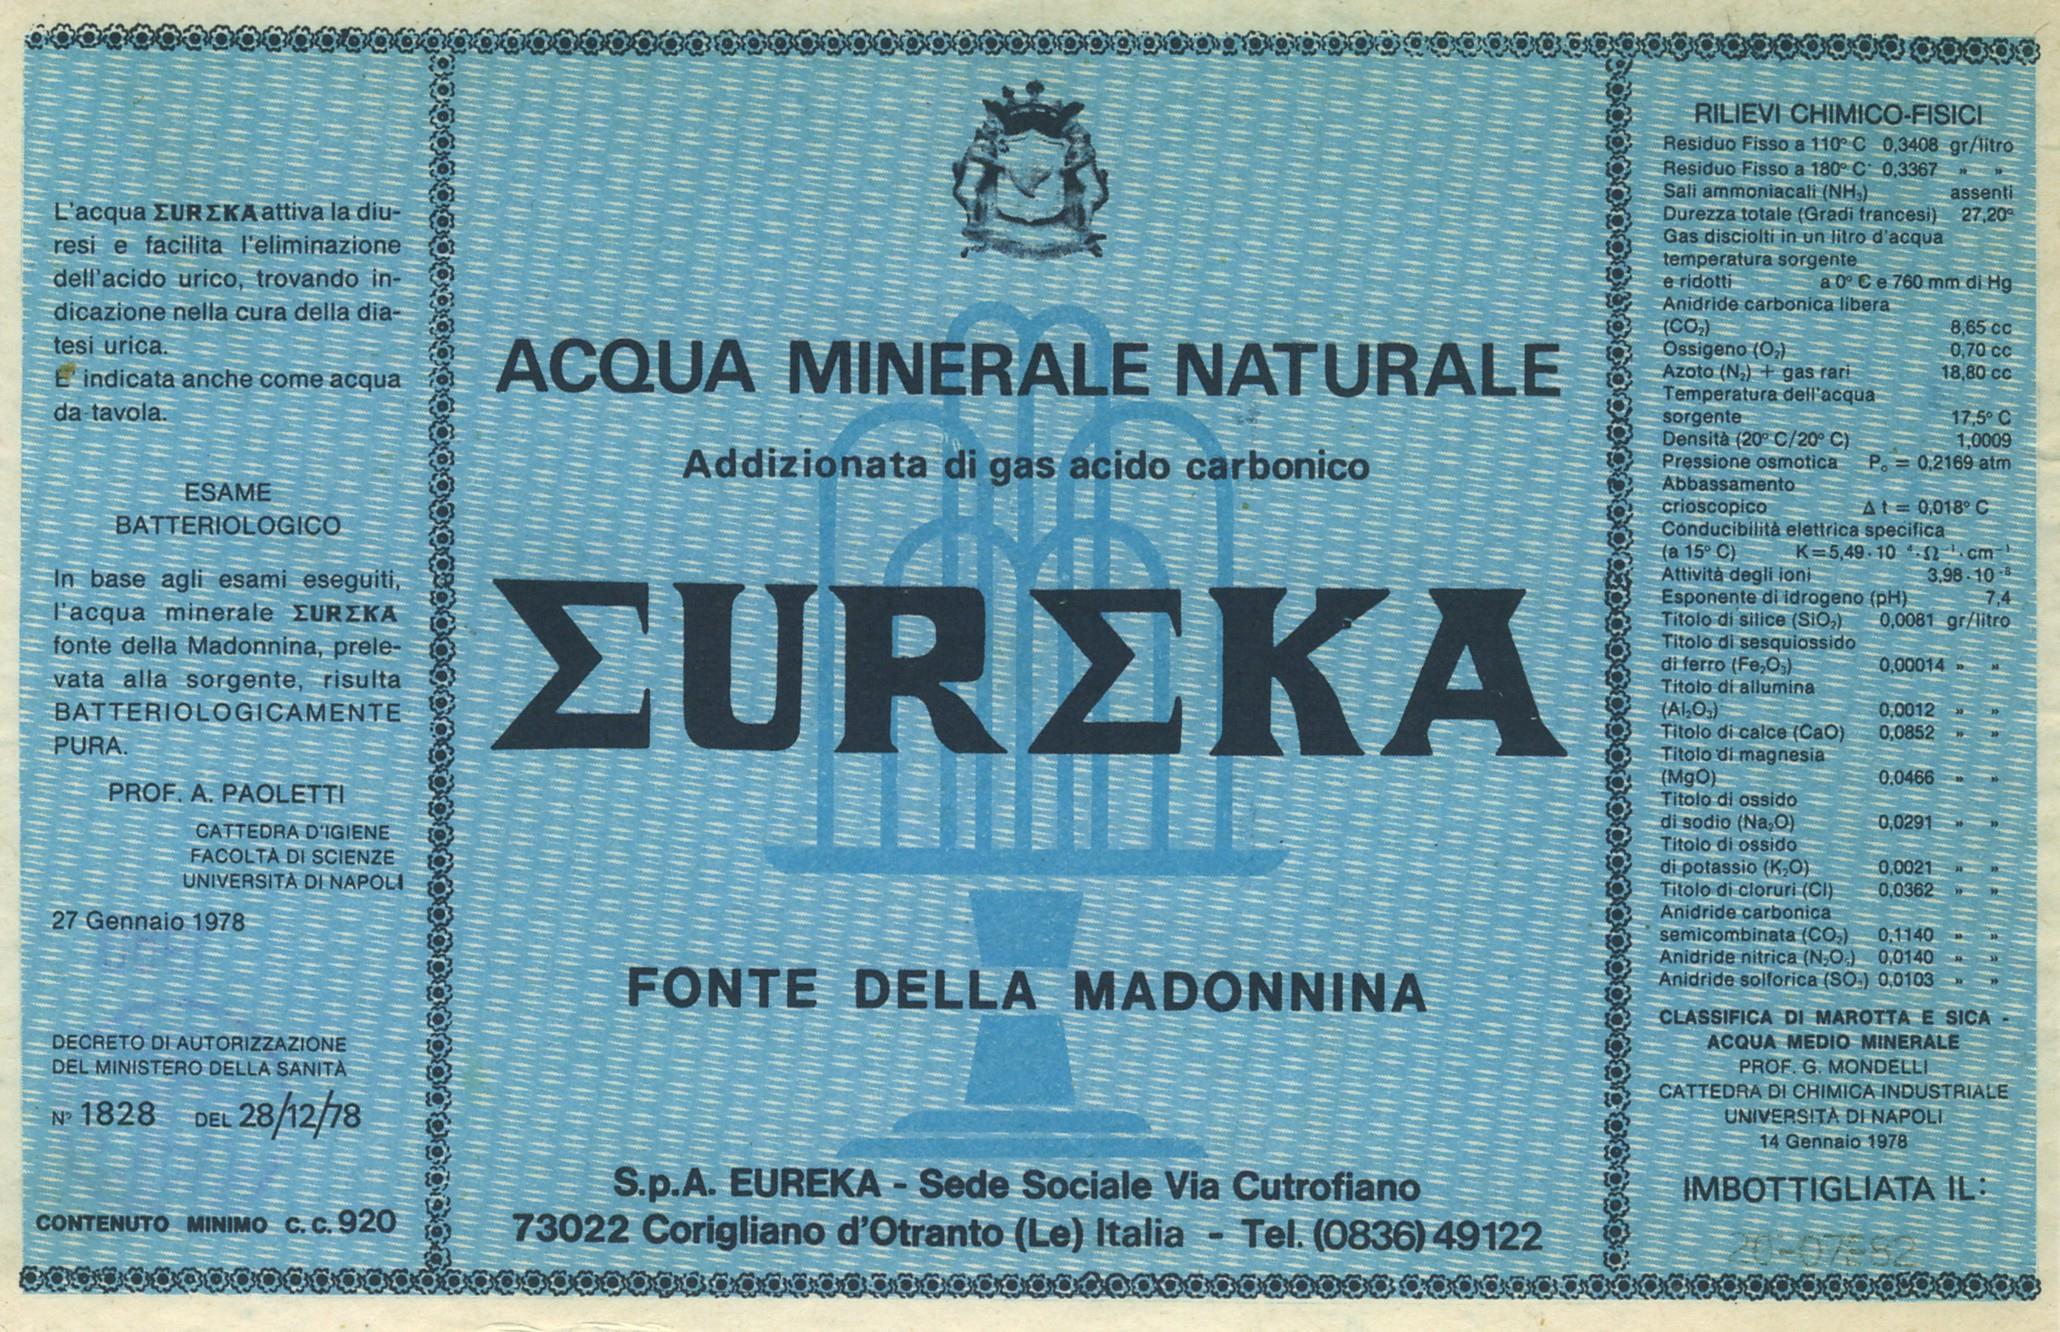 L'acqua ΣURΣKA attiva la diu-
resi e facilita l'eliminazione
dell'acido urico, trovando in-
dicazione nella cura della dia-
tesi urica.
E' indicata anche come acqua
da tavola.
ESAME
BATTERIOLOGICO
In base agli esami eseguiti,
l'acqua minerale ΣURΣKA
fonte della Madonnina, prele-
vata alla sorgente, risulta
BATTERIOLOGICAMENTE
PURA.
PROF. A. PAOLETTI
CATTEDRA D'IGIENE
FACOLTÀ DI SCIENZE
UNIVERSITÀ DI NAPOLI
27 Gennaio 1978
DECRETO DI AUTORIZZAZIONE
DEL MINISTERO DELLA SANITÀ
N° 1828 DEL 28/12/78
CONTENUTO MINIMO C.C. 920
ACQUA MINERALE NATURALE
Addizionata di gas acido carbonico
ΣURΣKA
FONTE DELLA MADONNINA
S.p.A. EUREKA - Sede Sociale Via Cutrofiano
73022 Corigliano d'Otranto (Le) Italia - Tel. (0836) 49122
RILIEVI CHIMICO-FISICI
Residuo Fisso a 110° C 0,3408 gr/litro
Residuo Fisso a 180° C 0,3367 » »
Sali ammoniacali (NH₃) assenti
Durezza totale (Gradi francesi) 27,20°
Gas disciolti in un litro d'acqua
temperatura sorgente
e ridotti a 0° C e 760 mm di Hg
Anidride carbonica libera
(CO₂) 8,65 cc
Ossigeno (O₂) 0,70 cc
Azoto (N₂) + gas rari 18,80 cc
Temperatura dell'acqua
sorgente 17,5° C
Densità (20° C/20° C) 1,0009
Pressione osmotica Pₒ = 0,2169 atm
Abbassamento
crioscopico Δ t = 0,018° C
Conducibilità elettrica specifica
(a 15° C) K=5,49·10⁻⁴·Ω⁻¹·cm⁻¹
Attività degli ioni 3,98·10⁻⁸
Esponente di idrogeno (pH) 7,4
Titolo di silice (SiO₂) 0,0081 gr/litro
Titolo di sesquiossido
di ferro (Fe₂O₃) 0,00014 » »
Titolo di allumina
(Al₂O₃) 0,0012 » »
Titolo di calce (CaO) 0,0852 » »
Titolo di magnesia
(MgO) 0,0466 » »
Titolo di ossido
di sodio (Na₂O) 0,0291 » »
Titolo di ossido
di potassio (K₂O) 0,0021 » »
Titolo di cloruri (Cl) 0,0362 » »
Anidride carbonica
semicombinata (CO₂) 0,1140 » »
Anidride nitrica (N₂O₅) 0,0140 » »
Anidride solforica (SO₃) 0,0103 » »
CLASSIFICA DI MAROTTA E SICA -
ACQUA MEDIO MINERALE
PROF. G. MONDELLI
CATTEDRA DI CHIMICA INDUSTRIALE
UNIVERSITÀ DI NAPOLI
14 Gennaio 1978
IMBOTTIGLIATA IL: